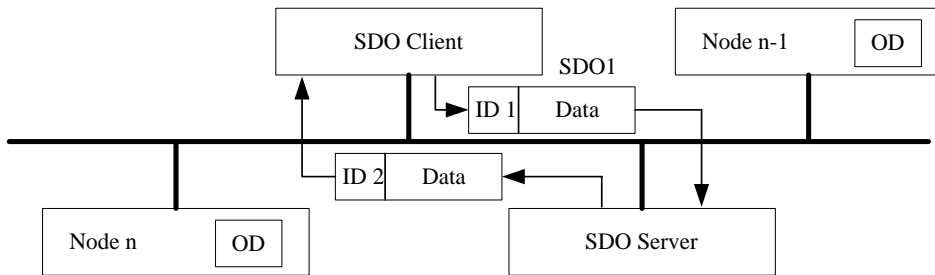 SDO Client
Node n-1
OD
SDO1
ID 1
Data
ID 2
Data
Node n
OD
SDO Server